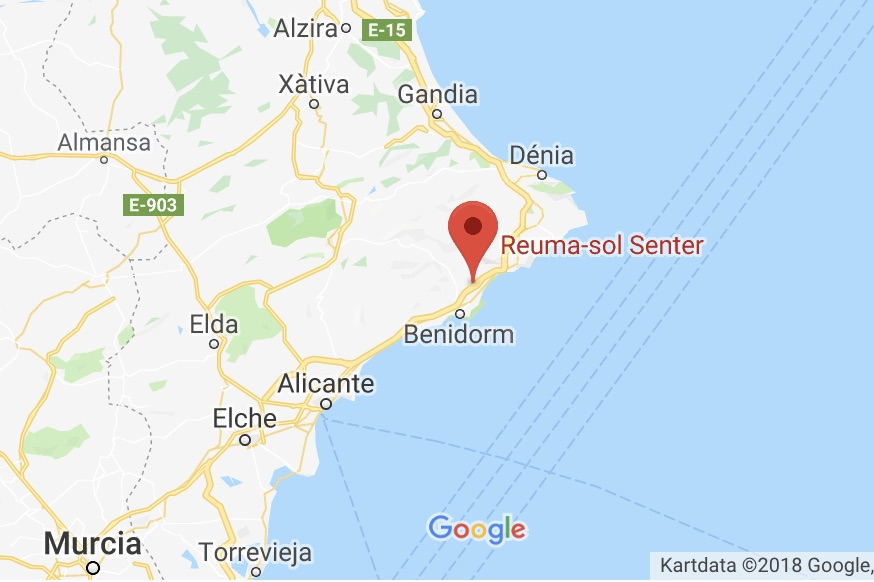 Alzira
E-15
Xàtiva
Gandia
Almansa
Dénia
E-903
Reuma-sol Senter
Elda
Benidorm
Alicante
Elche
Google
Murcia
Torrevieja
Kartdata ©2018 Google,